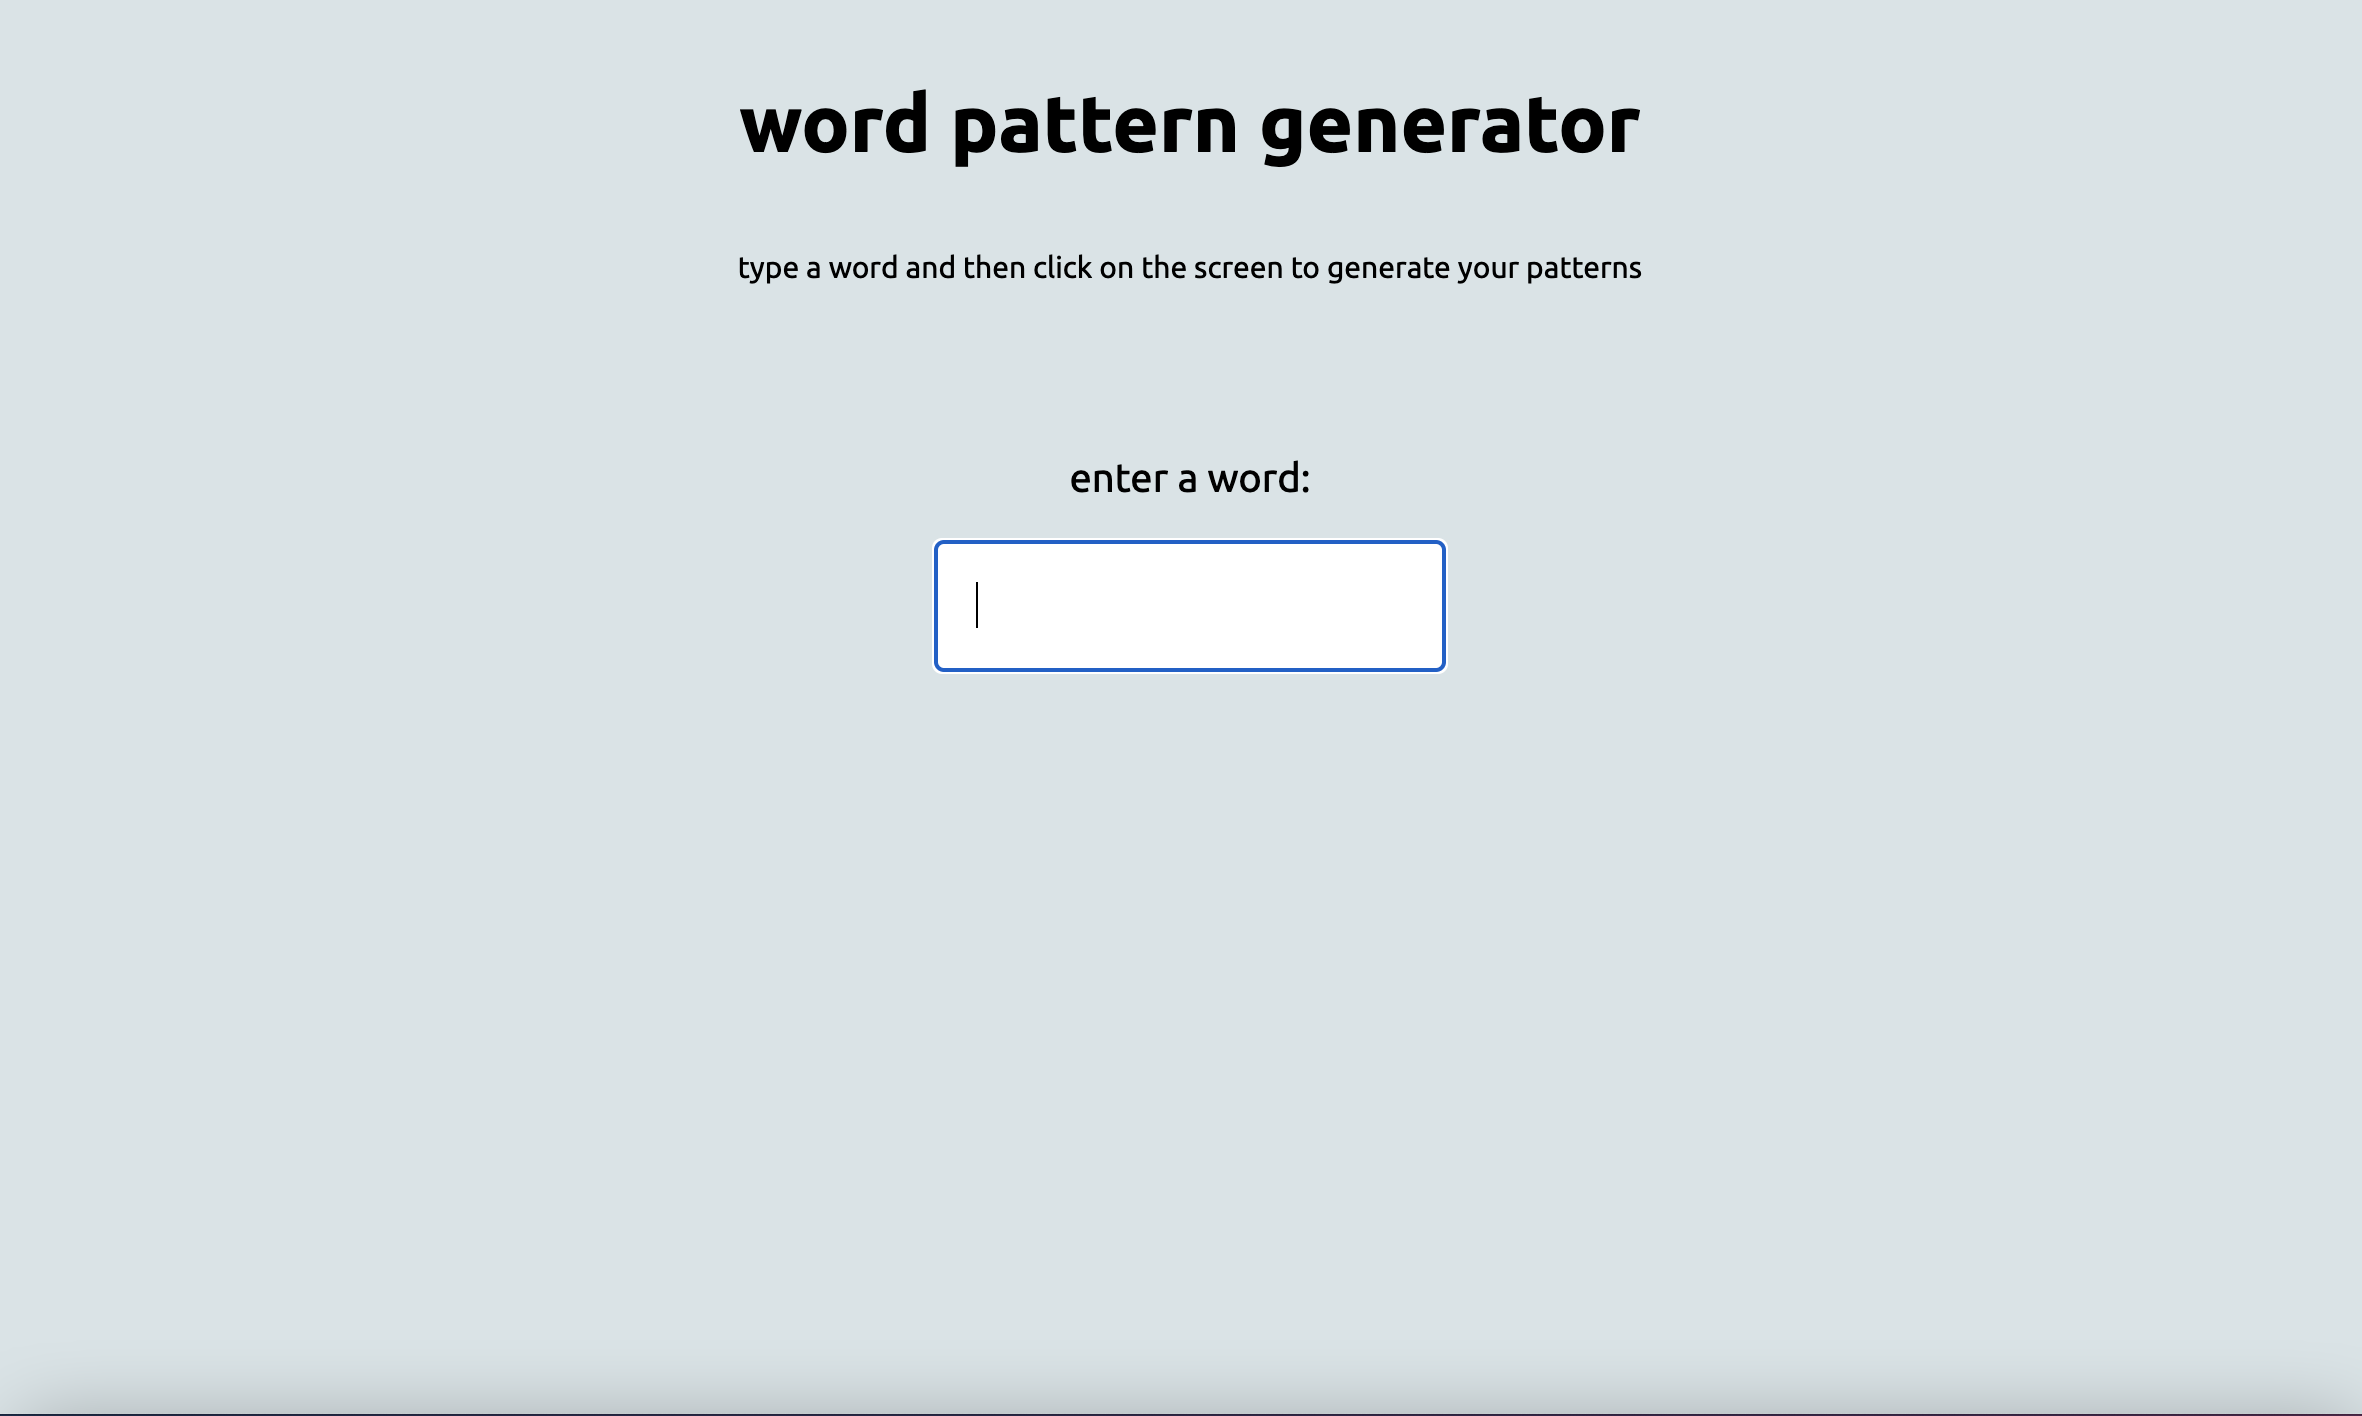 word pattern generator
type a word and then click on the screen to generate your patterns
enter a word: